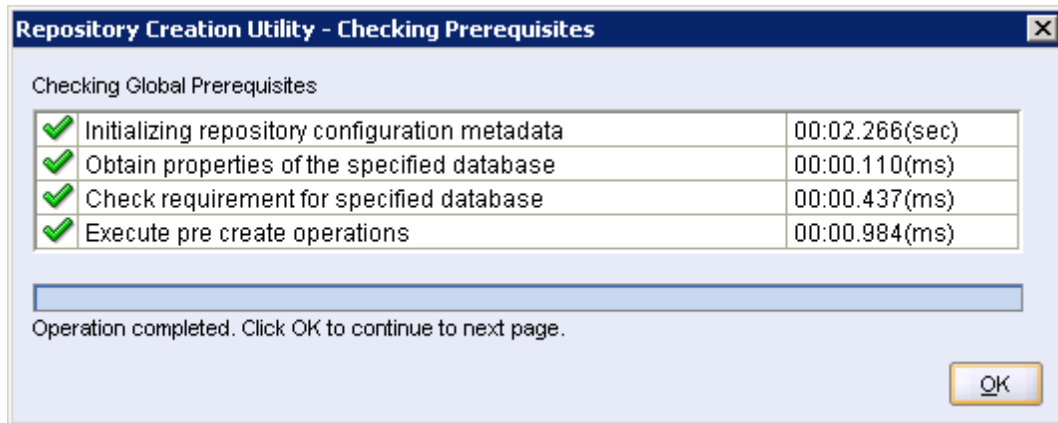 Repository Creation Utility - Checking Prerequisites
Checking Global Prerequisites
Initializing repository configuration metadata 00:02.266(sec)
Obtain properties of the specified database 00:00.110(ms)
Check requirement for specified database 00:00.437(ms)
Execute pre create operations 00:00.984(ms)
Operation completed. Click OK to continue to next page.
OK